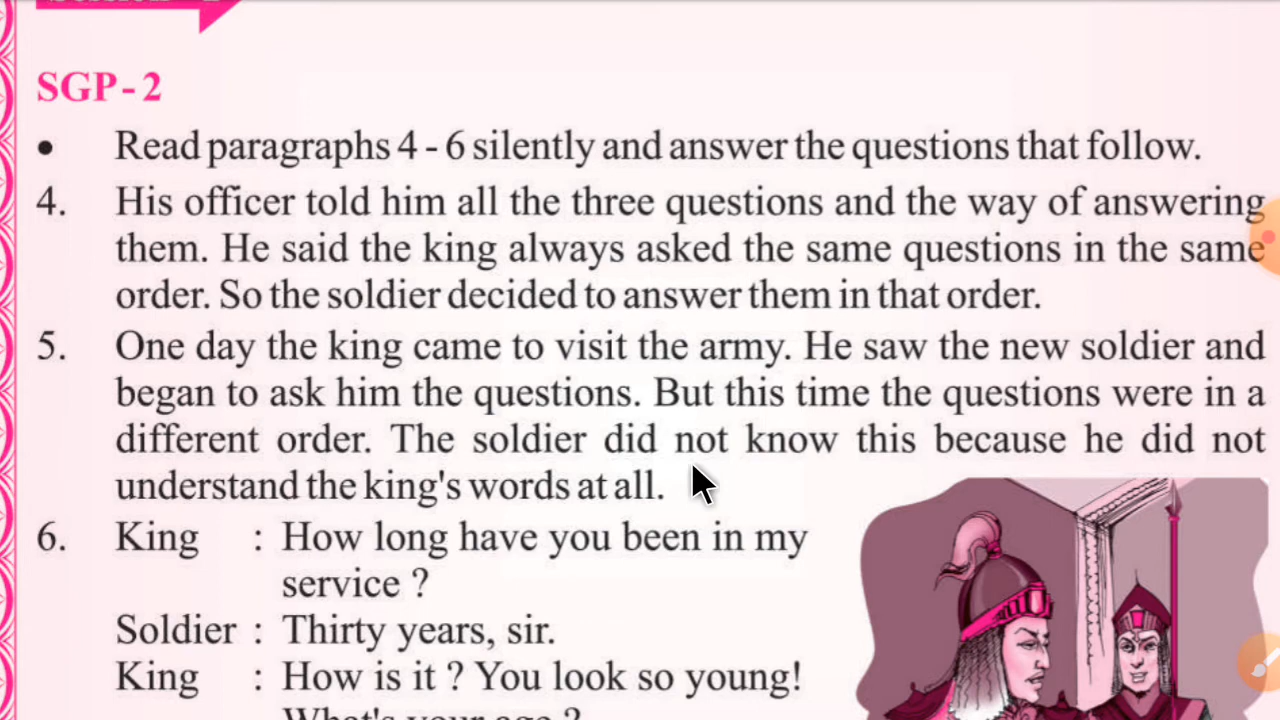 SGP - 2
• Read paragraphs 4 - 6 silently and answer the questions that follow.
4. His officer told him all the three questions and the way of answering
them. He said the king always asked the same questions in the same
order. So the soldier decided to answer them in that order.
5. One day the king came to visit the army. He saw the new soldier and
began to ask him the questions. But this time the questions were in a
different order. The soldier did not know this because he did not
understand the king's words at all.
6. King : How long have you been in my
service ?
Soldier : Thirty years, sir.
King : How is it ? You look so young!
What's your age ?